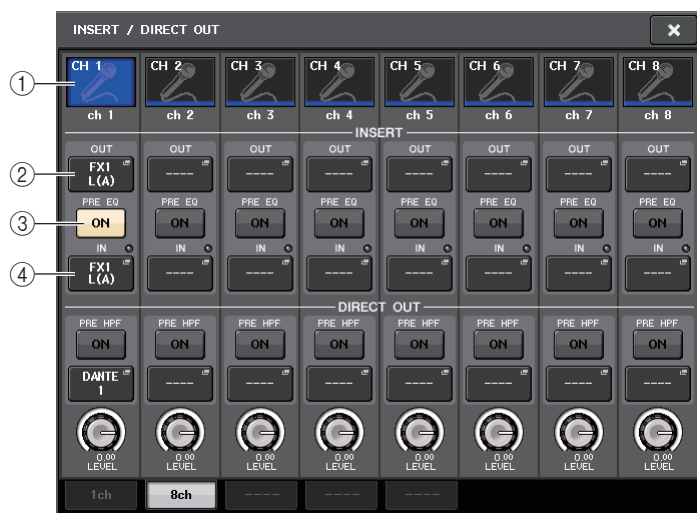 INSERT / DIRECT OUT
CH 1 CH 2 CH 3 CH 4 CH 5 CH 6 CH 7 CH 8
① ch 1 ch 2 ch 3 ch 4 ch 5 ch 6 ch 7 ch 8
INSERT
OUT OUT OUT OUT OUT OUT OUT OUT
② FX1 L(A) ---- ---- ---- ---- ---- ---- ----
PRE EQ PRE EQ PRE EQ PRE EQ PRE EQ PRE EQ PRE EQ PRE EQ
③ ON ON ON ON ON ON ON ON
IN IN IN IN IN IN IN IN
④ FX1 L(A) ---- ---- ---- ---- ---- ---- ----
DIRECT OUT
PRE HPF PRE HPF PRE HPF PRE HPF PRE HPF PRE HPF PRE HPF PRE HPF
ON ON ON ON ON ON ON ON
DANTE 1 ---- ---- ---- ---- ---- ---- ----
0.00 0.00 0.00 0.00 0.00 0.00 0.00 0.00
LEVEL LEVEL LEVEL LEVEL LEVEL LEVEL LEVEL LEVEL
1ch 8ch ---- ---- ----